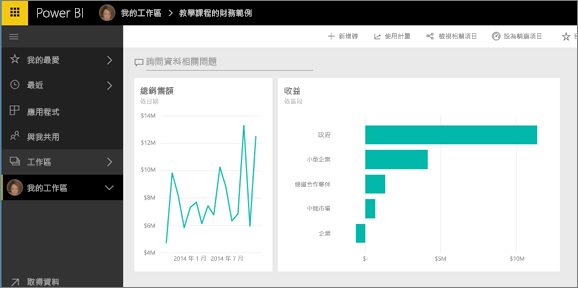 Power BI
我的工作區 > 教學課程的財務範例
我的最愛
最近
應用程式
與我共用
工作區
我的工作區
取得資料
新增磚
使用計量
檢視相關項目
設為精選項目
詢問資料相關問題
總銷售額
依日期
$14M
$12M
$10M
$8M
$6M
$4M
2014 年 1 月 2014 年 7 月
收益
依區段
政府
小型企業
通路合作夥伴
中階市場
企業
$-
$5M
$10M